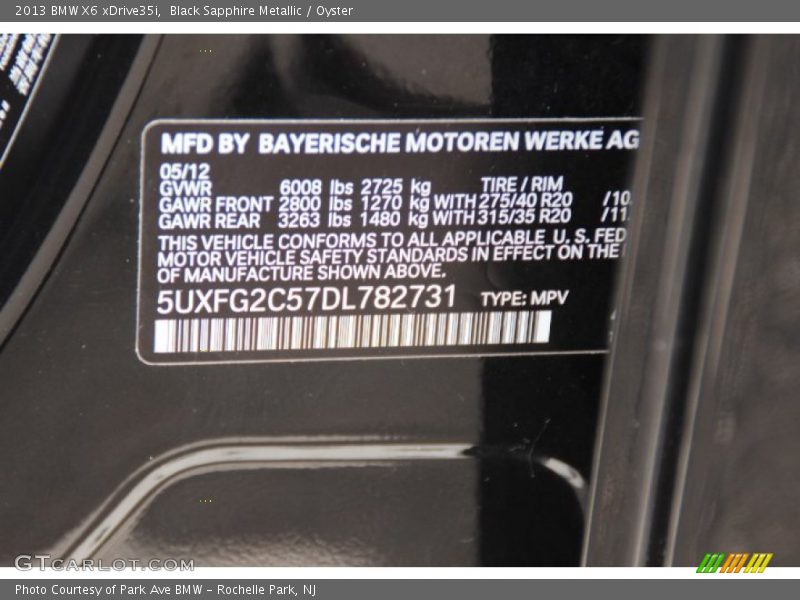 2013 BMW X6 xDrive35i,  Black Sapphire Metallic / Oyster
MFD BY BAYERISCHE MOTOREN WERKE AG
05/12
GVWR 6008 lbs 2725 kg TIRE / RIM
GAWR FRONT 2800 lbs 1270 kg WITH 275/40 R20 /10
GAWR REAR 3263 lbs 1480 kg WITH 315/35 R20 /11
THIS VEHICLE CONFORMS TO ALL APPLICABLE U.S. FED
MOTOR VEHICLE SAFETY STANDARDS IN EFFECT ON THE
OF MANUFACTURE SHOWN ABOVE.
5UXFG2C57DL782731 TYPE: MPV
GTcarlot.com
Photo Courtesy of Park Ave BMW - Rochelle Park, NJ